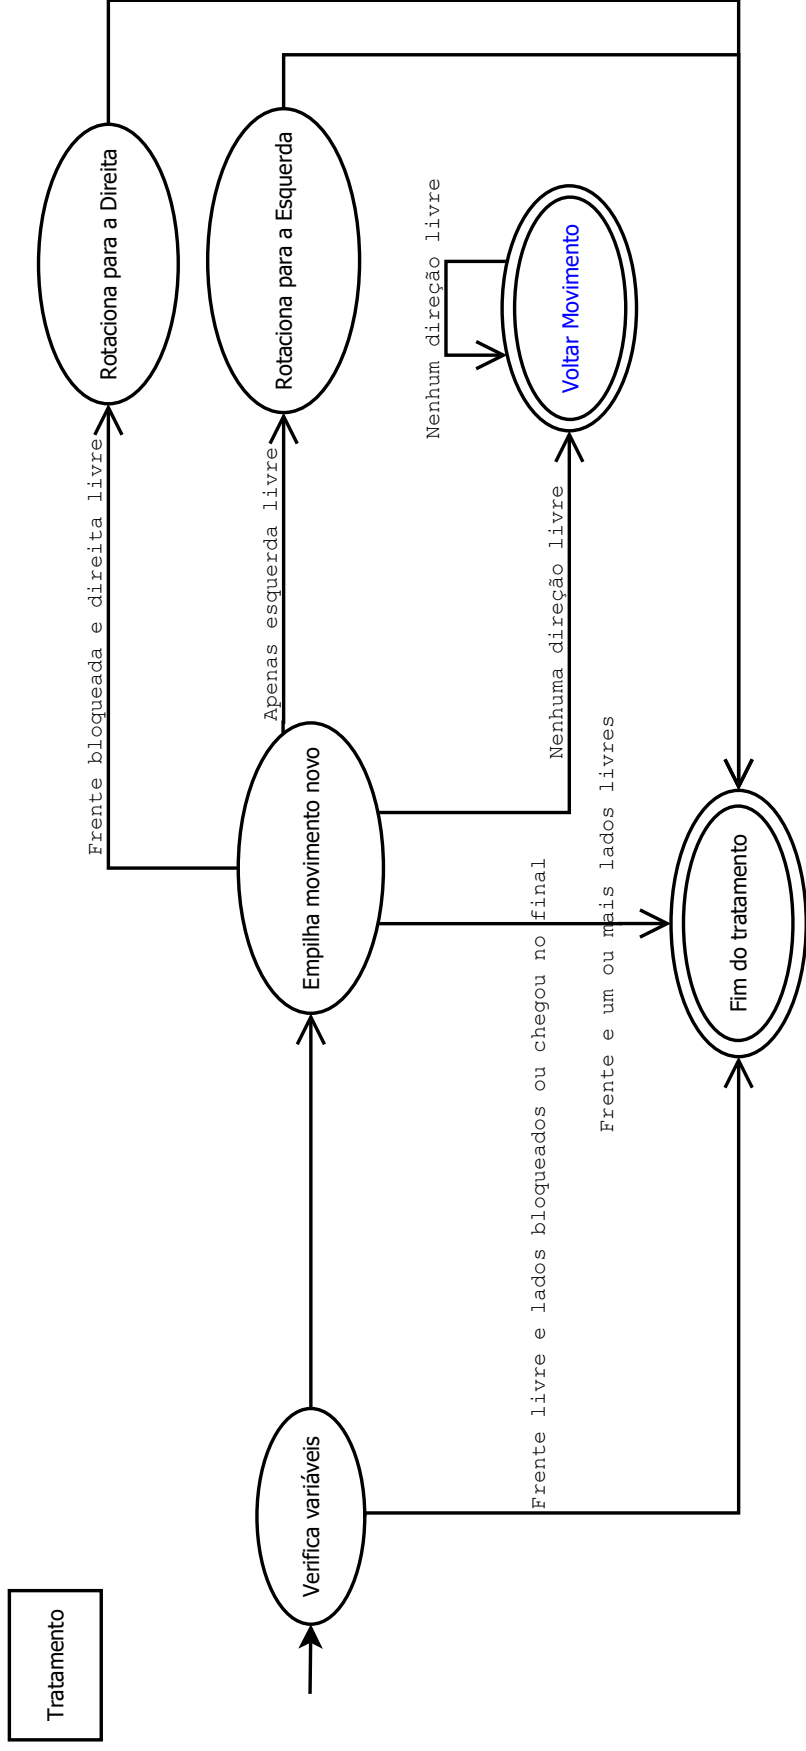 Tratamento
Verifica variáveis
Empilha movimento novo
Frente bloqueada e direita livre
Rotaciona para a Direita
Apenas esquerda livre
Rotaciona para a Esquerda
Nenhum direção livre
Nenhuma direção livre
Voltar Movimento
Frente livre e lados bloqueados ou chegou no final
Frente e um ou mais lados livres
Fim do tratamento